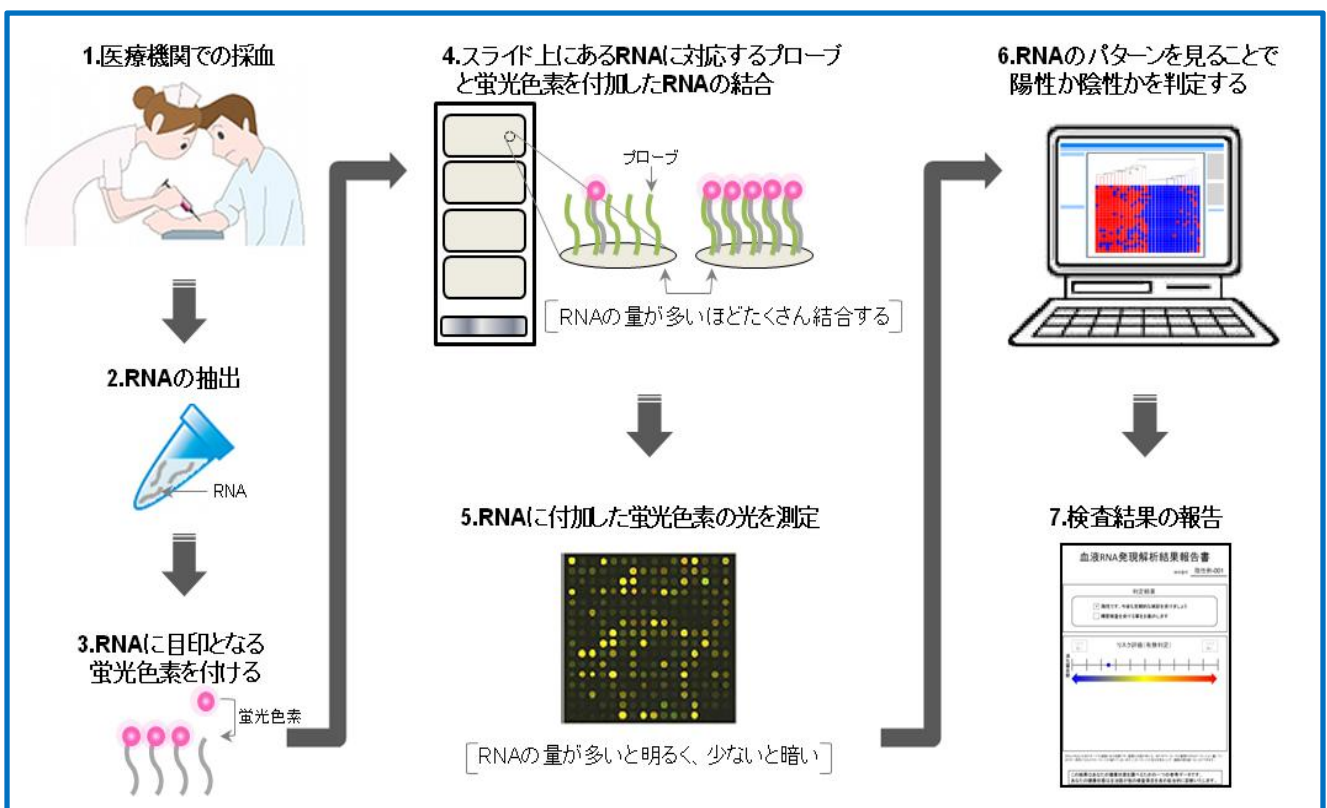 1.医療機関での採血
2.RNAの抽出
RNA
3.RNAに目印となる
蛍光色素を付ける
蛍光色素
4.スライド上にあるRNAに対応するプローブ
と蛍光色素を付加したRNAの結合
プローブ
RNAの量が多いほどたくさん結合する
5.RNAに付加した蛍光色素の光を測定
RNAの量が多いと明るく、少ないと暗い
6.RNAのパターンを見ることで
陽性か陰性かを判定する
7.検査結果の報告
血液RNA発現解析結果報告書
判定結果